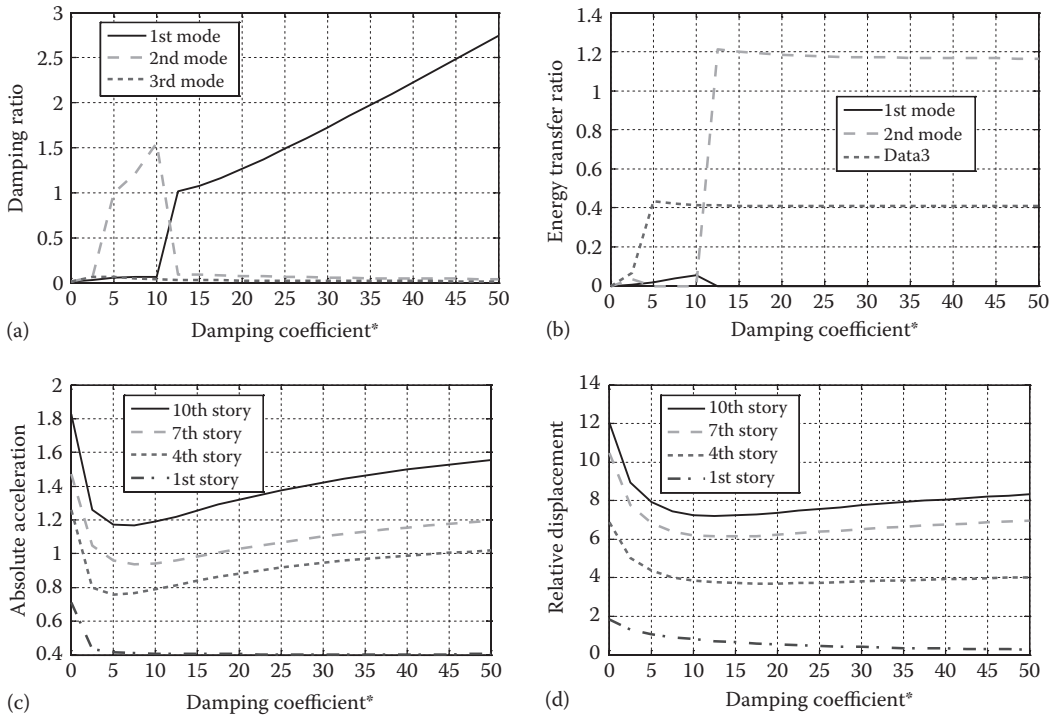 3
2.5
2
1.5
1
0.5
0
1st mode
2nd mode
3rd mode
Damping ratio
0 5 10 15 20 25 30 35 40 45 50
(a)
Damping coefficient*
1.4
1.2
1
0.8
0.6
0.4
0.2
0
1st mode
2nd mode
Data3
Energy transfer ratio
0 5 10 15 20 25 30 35 40 45 50
(b)
Damping coefficient*
2
1.8
1.6
1.4
1.2
1
0.8
0.6
0.4
10th story
7th story
4th story
1st story
Absolute acceleration
0 5 10 15 20 25 30 35 40 45 50
(c)
Damping coefficient*
14
12
10
8
6
4
2
0
10th story
7th story
4th story
1st story
Relative displacement
0 5 10 15 20 25 30 35 40 45 50
(d)
Damping coefficient*